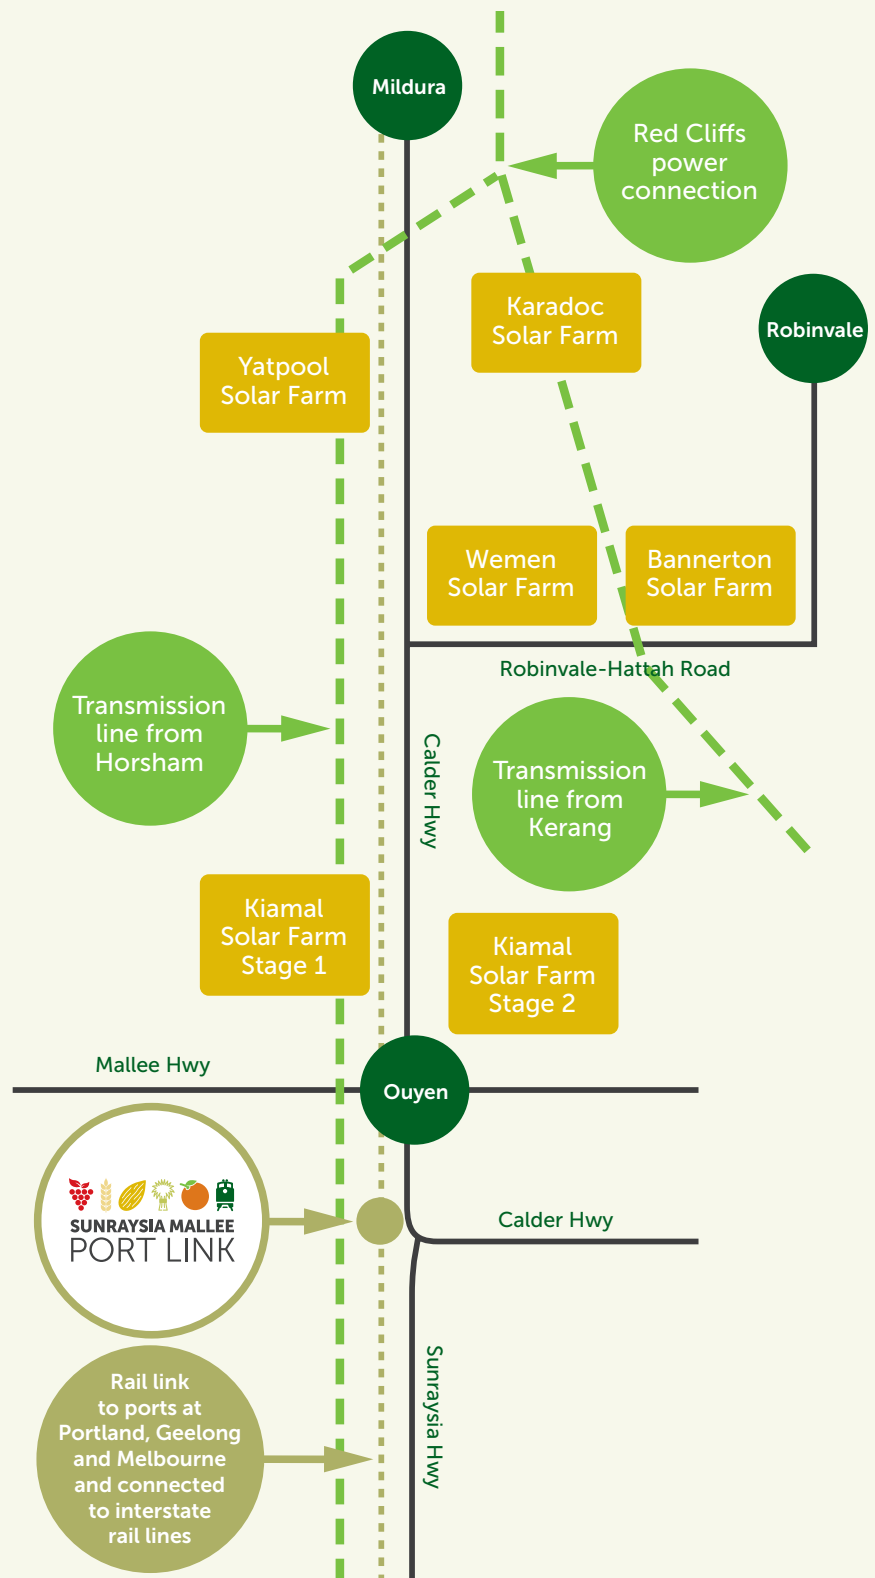 Mildura
Red Cliffs
power
connection
Karadoc
Solar Farm
Robinvale
Yatpool
Solar Farm
Wemen
Solar Farm
Bannerton
Solar Farm
Robinvale-Hattah Road
Transmission
line from
Horsham
Calder Hwy
Transmission
line from
Kerang
Kiamal
Solar Farm
Stage 1
Kiamal
Solar Farm
Stage 2
Mallee Hwy
Ouyen
SUNRAYSIA MALLEE
PORT LINK
Calder Hwy
Sunraysia Hwy
Rail link
to ports at
Portland, Geelong
and Melbourne
and connected
to interstate
rail lines